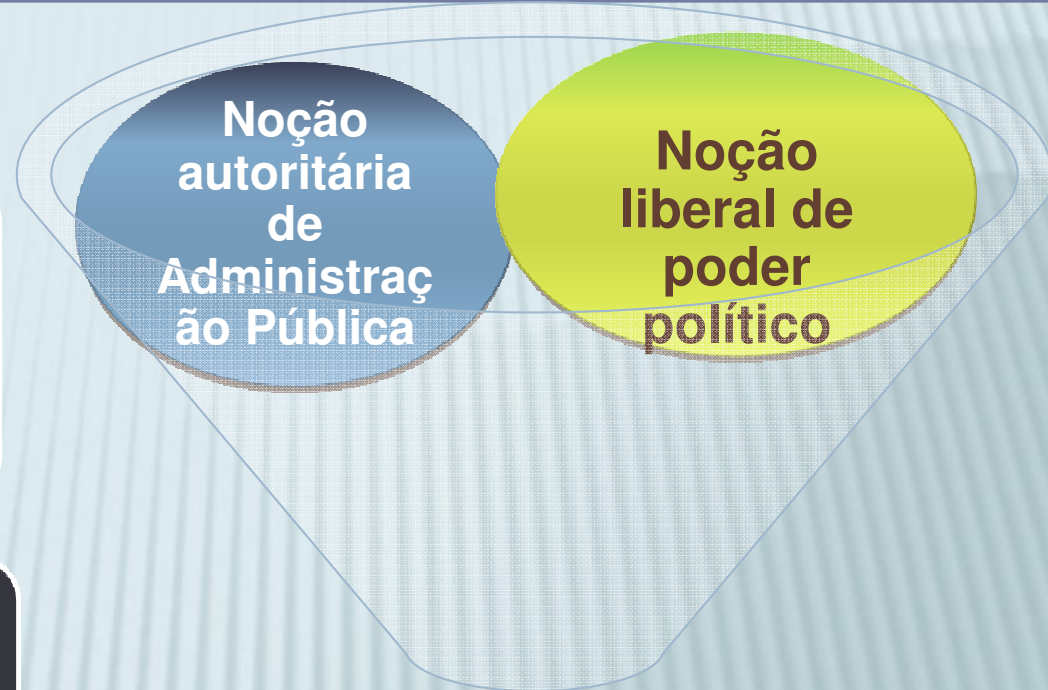 Noção
autoritária
de
Administraç
ão Pública
Noção
liberal de
poder
político